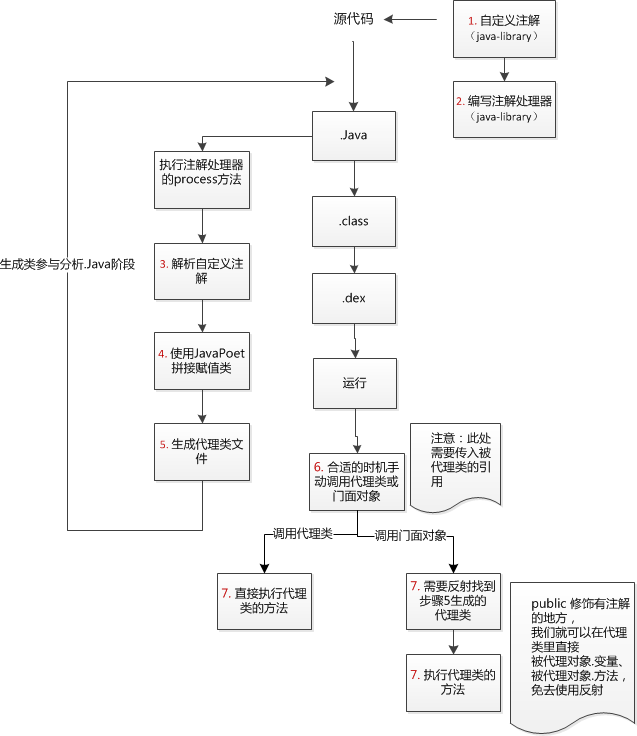 源代码
1. 自定义注解
（java-library）
2. 编写注解处理器
（java-library）
.Java
执行注解处理器
的process方法
.class
生成类参与分析.Java阶段
3. 解析自定义注
解
.dex
4. 使用JavaPoet
拼接赋值类
运行
5. 生成代理类文
件
6. 合适的时机手
动调用代理类或
门面对象
注意：此处
需要传入被
代理类的引
用
调用代理类
调用门面对象
7. 直接执行代理
类的方法
7. 需要反射找到
步骤5生成的
代理类
7. 执行代理类的
方法
public 修饰有注解
的地方，
我们就可以在代理
类里直接
被代理对象.变量、
被代理对象.方法，
免去使用反射